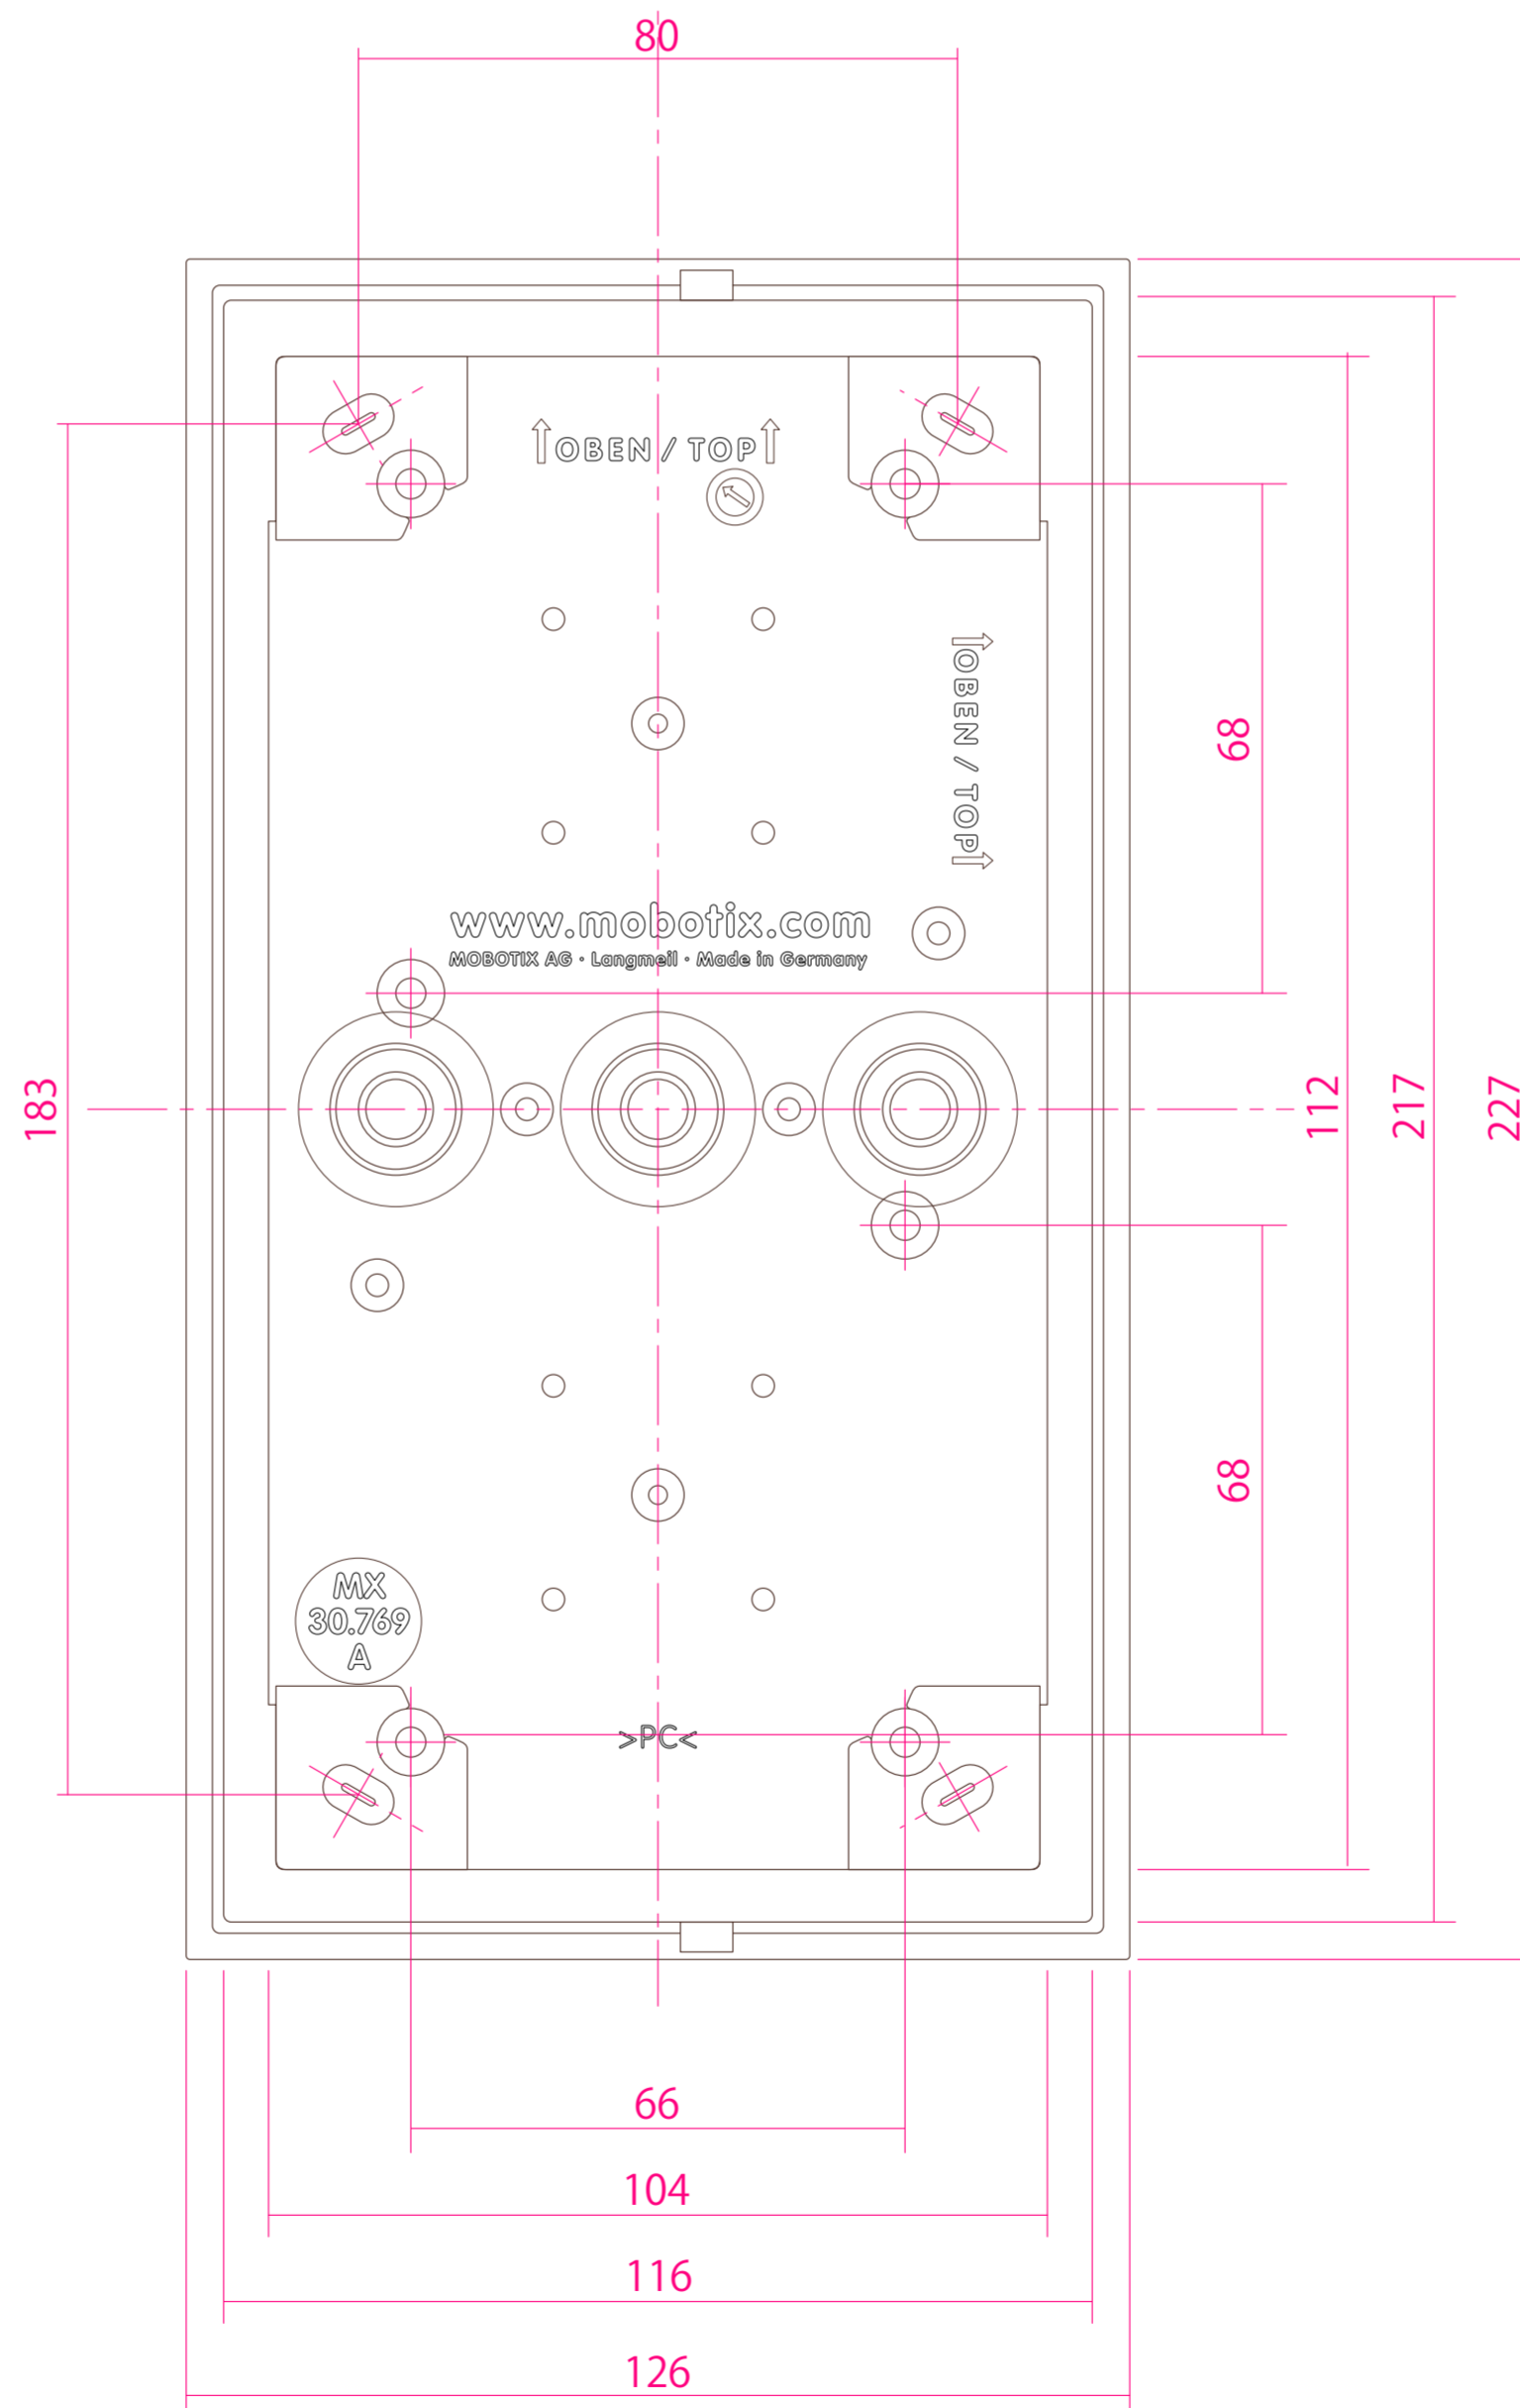 80
OBEN / TOP
OBEN / TOP
68
www.mobotix.com
MOBOTIX AG · Langmeil · Made in Germany
183
112
217
227
68
MX
30.769
A
>PC<
66
104
116
126